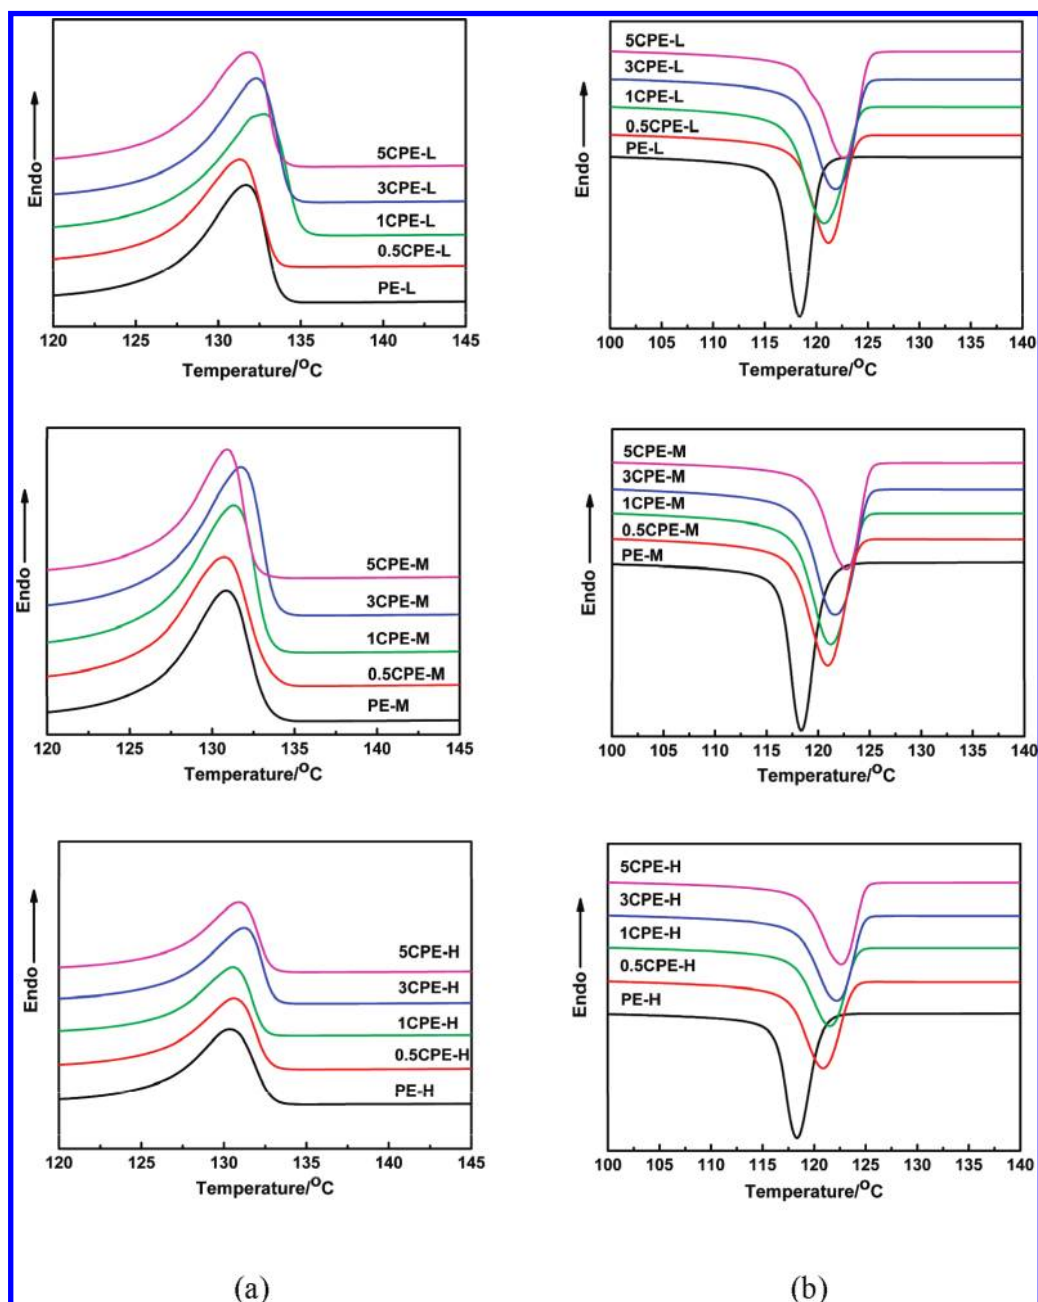 Endo
5CPE-L
3CPE-L
1CPE-L
0.5CPE-L
PE-L
120 125 130 135 140 145
Temperature/°C
Endo
5CPE-L
3CPE-L
1CPE-L
0.5CPE-L
PE-L
100 105 110 115 120 125 130 135 140
Temperature/°C
Endo
5CPE-M
3CPE-M
1CPE-M
0.5CPE-M
PE-M
120 125 130 135 140 145
Temperature/°C
Endo
5CPE-M
3CPE-M
1CPE-M
0.5CPE-M
PE-M
100 105 110 115 120 125 130 135 140
Temperature/°C
Endo
5CPE-H
3CPE-H
1CPE-H
0.5CPE-H
PE-H
120 125 130 135 140 145
Temperature/°C
Endo
5CPE-H
3CPE-H
1CPE-H
0.5CPE-H
PE-H
100 105 110 115 120 125 130 135 140
Temperature/°C
(a) (b)